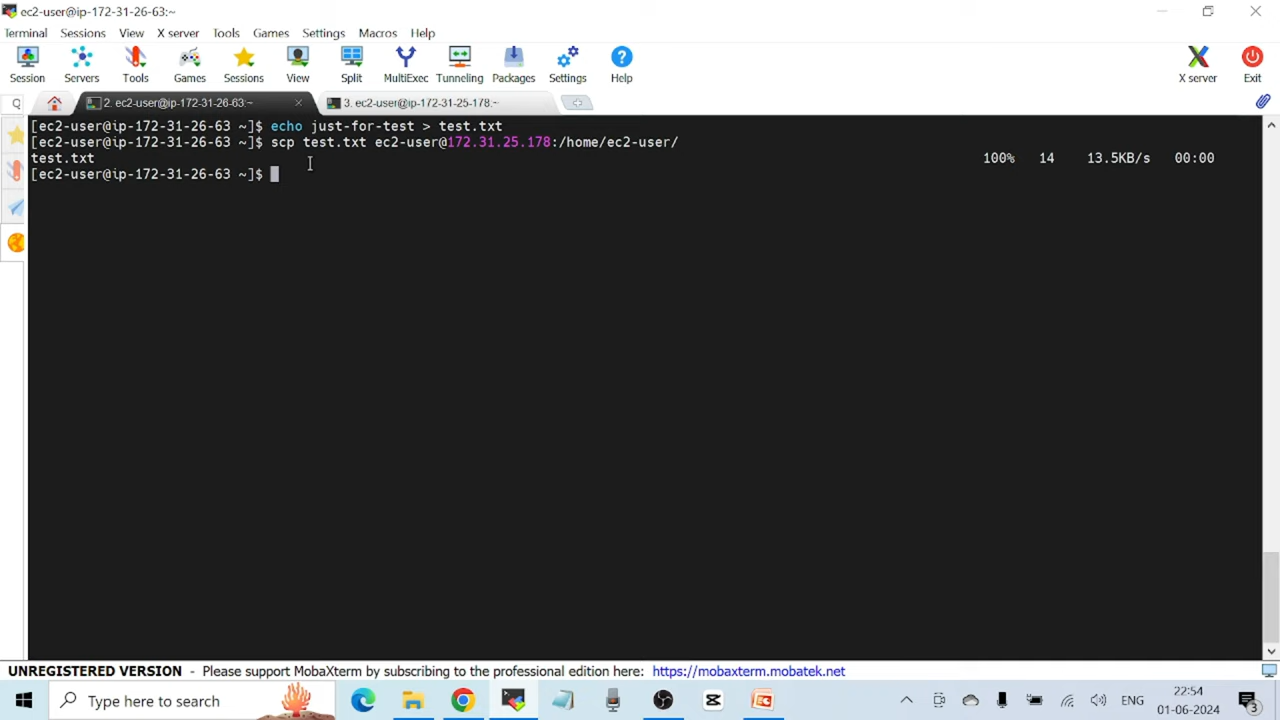 ec2-user@ip-172-31-26-63:~
Terminal Sessions View X server Tools Games Settings Macros Help
Session Servers Tools Games Sessions View Split MultiExec Tunneling Packages Settings Help X server Exit
2. ec2-user@ip-172-31-26-63:~ 3. ec2-user@ip-172-31-25-178:~
[ec2-user@ip-172-31-26-63 ~]$ echo just-for-test > test.txt
[ec2-user@ip-172-31-26-63 ~]$ scp test.txt ec2-user@172.31.25.178:/home/ec2-user/
test.txt 100% 14 13.5KB/s 00:00
[ec2-user@ip-172-31-26-63 ~]$
UNREGISTERED VERSION - Please support MobaXterm by subscribing to the professional edition here: https://mobaxterm.mobatek.net
Type here to search
ENG
22:54
01-06-2024
3